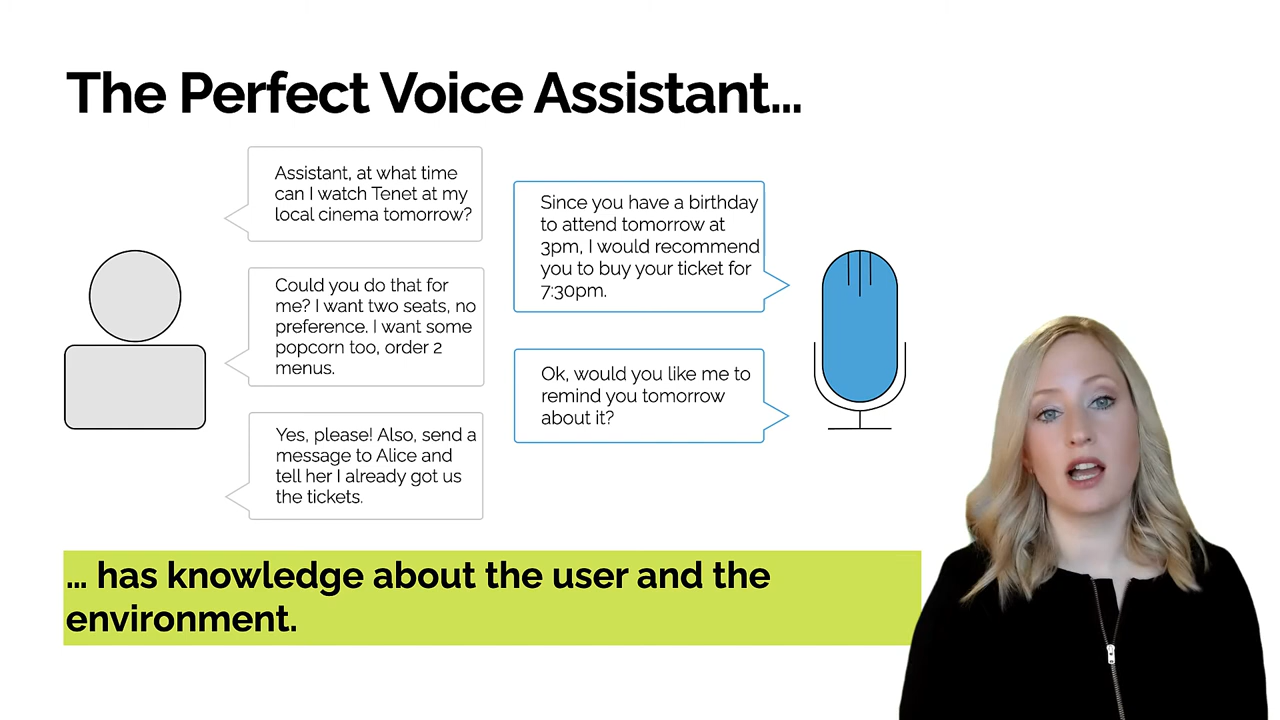 The Perfect Voice Assistant...
Assistant, at what time
can I watch Tenet at my
local cinema tomorrow?
Since you have a birthday
to attend tomorrow at
3pm, I would recommend
you to buy your ticket for
7:30pm.
Could you do that for
me? I want two seats, no
preference. I want some
popcorn too, order 2
menus.
Ok, would you like me to
remind you tomorrow
about it?
Yes, please! Also, send a
message to Alice and
tell her I already got us
the tickets.
... has knowledge about the user and the
environment.